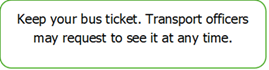 Keep your bus ticket. Transport officers
may request to see it at any time.